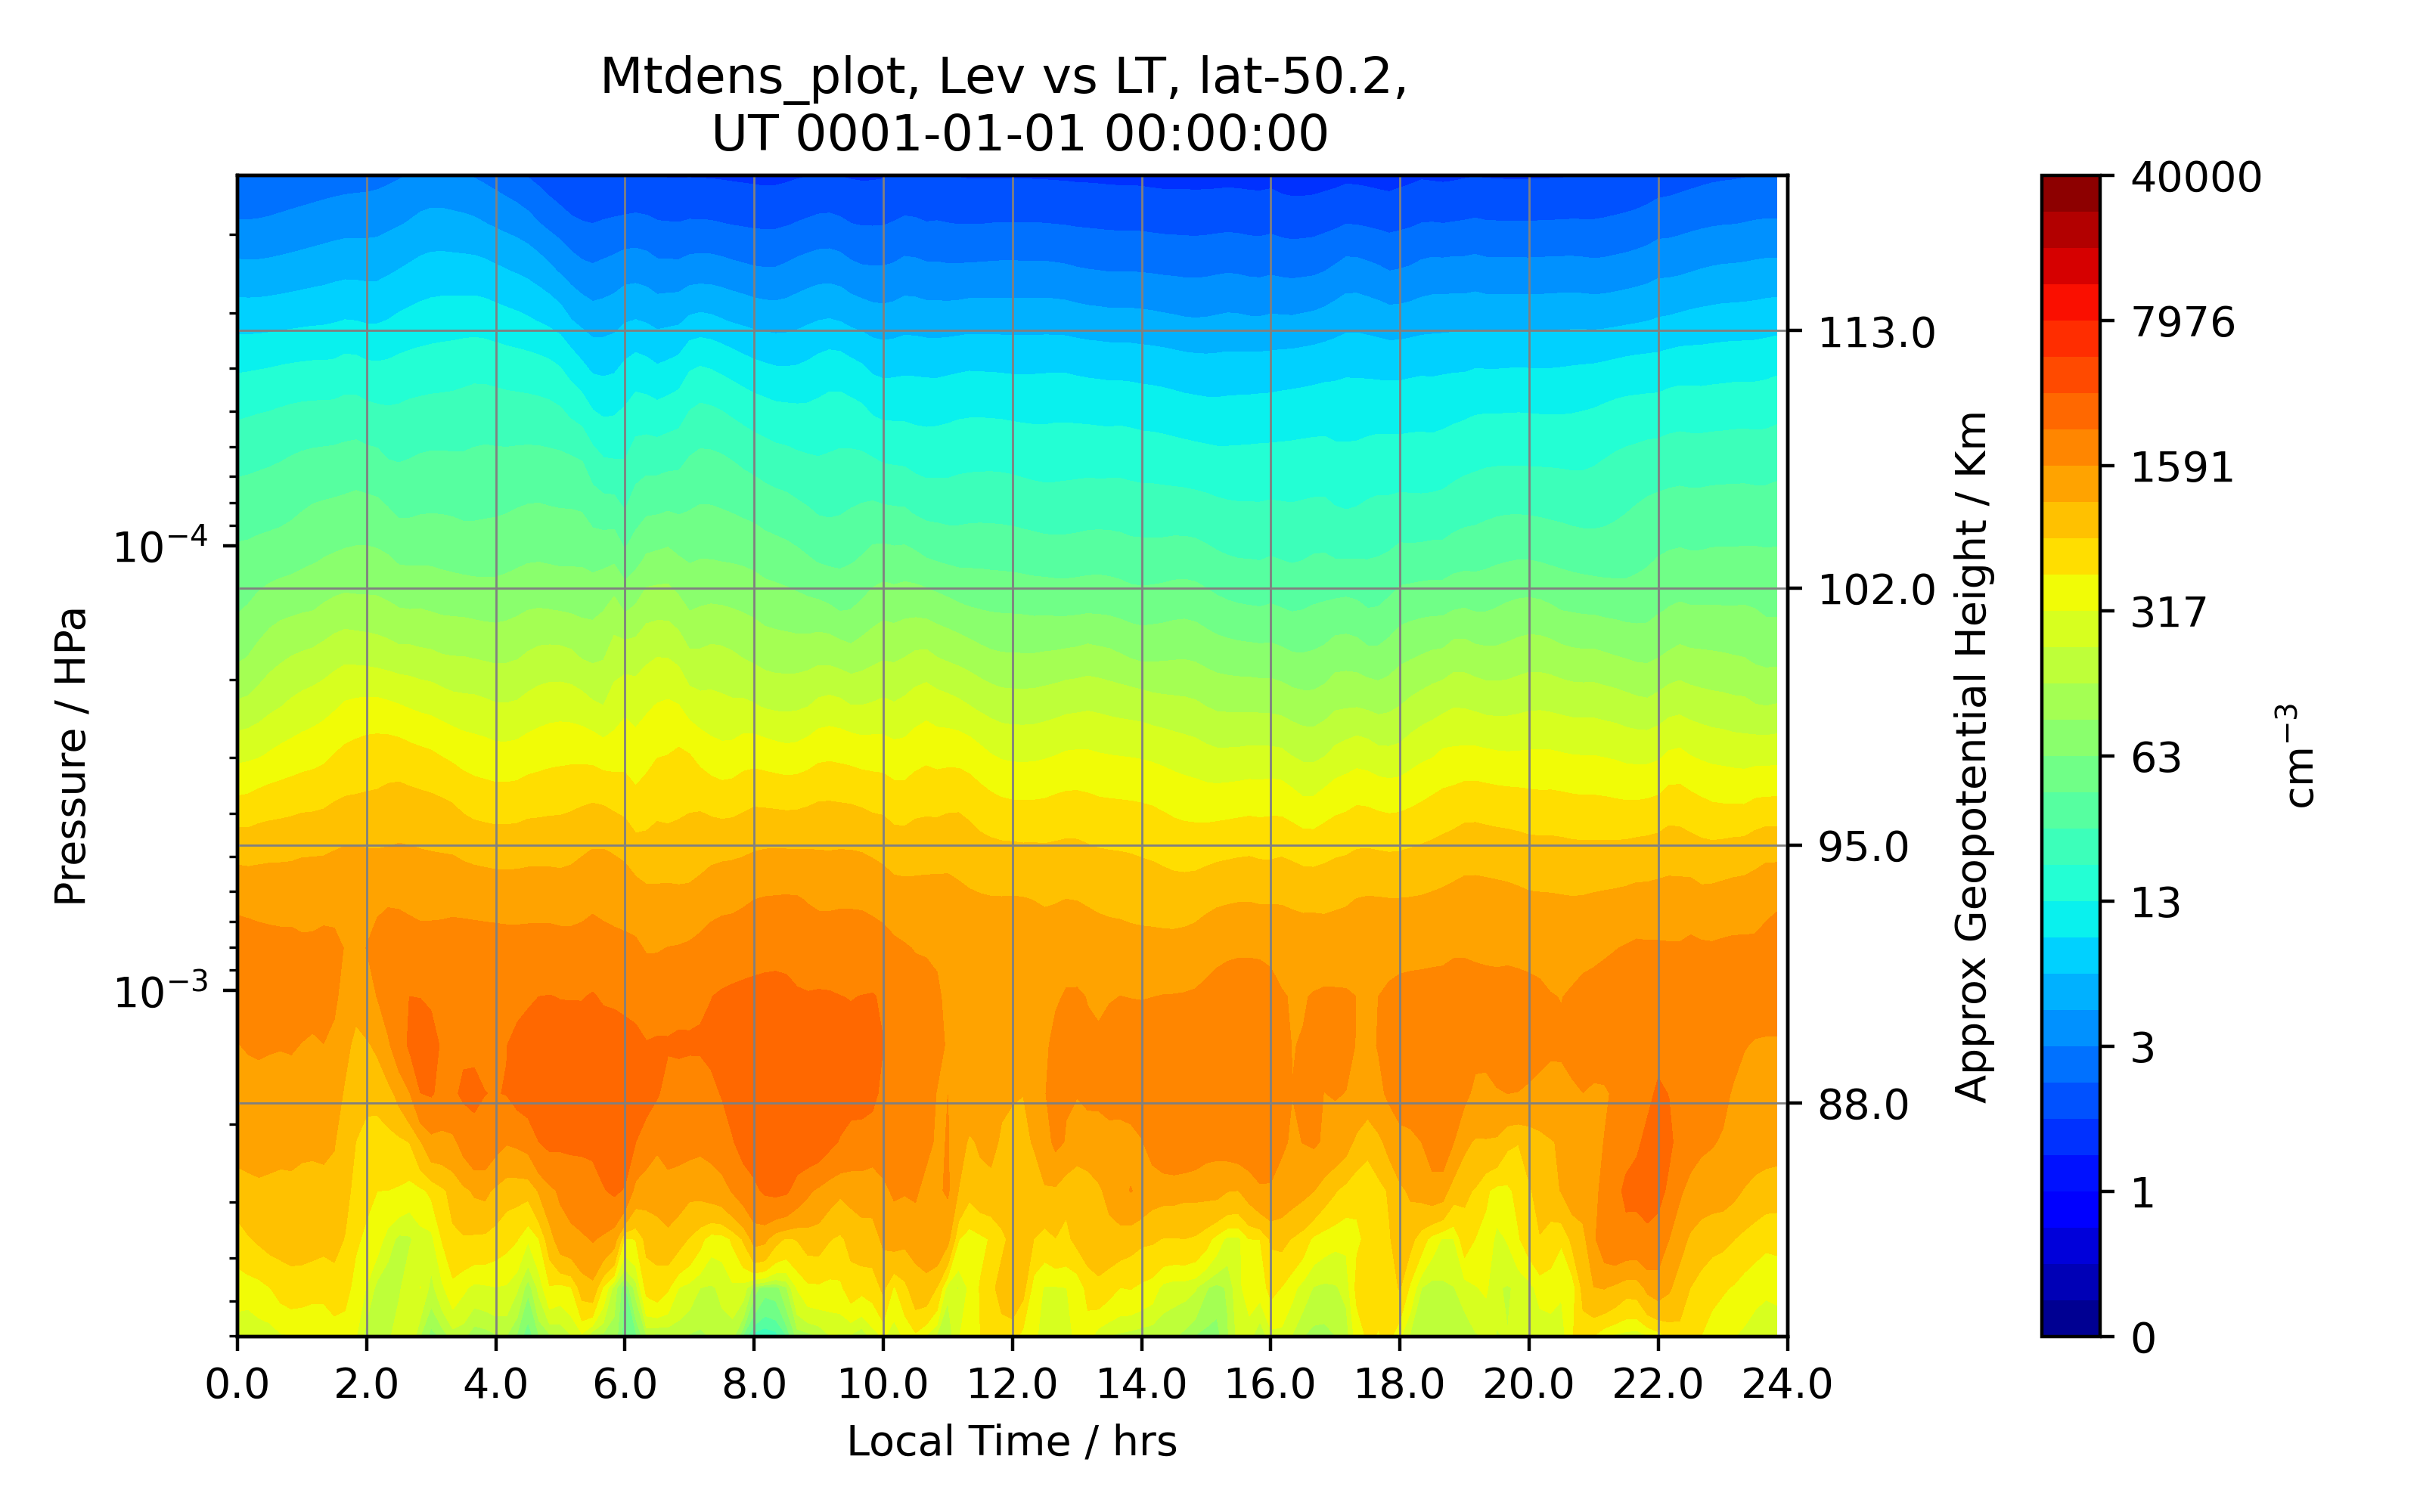 Mtdens_plot, Lev vs LT, lat-50.2,
UT 0001-01-01 00:00:00
Pressure / HPa
10⁻⁴
10⁻³
0.0 2.0 4.0 6.0 8.0 10.0 12.0 14.0 16.0 18.0 20.0 22.0 24.0
Local Time / hrs
113.0
102.0
95.0
88.0
Approx Geopotential Height / Km
40000
7976
1591
317
63
13
3
1
0
cm⁻³